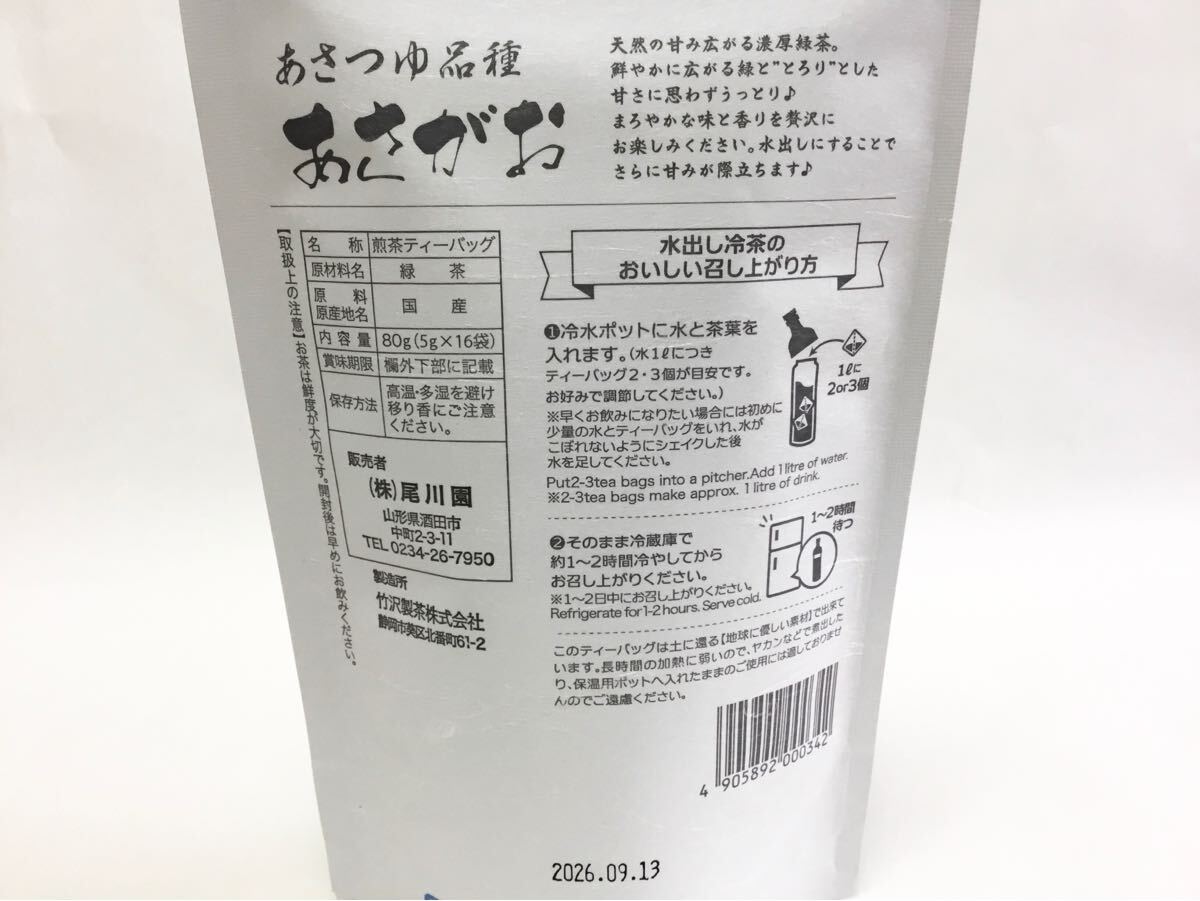 あさつゆ品種
あさがお
天然の甘み広がる濃厚緑茶。
鮮やかに広がる緑と"とろり"とした
甘さに思わずうっとり♪
まろやかな味と香りを贅沢に
お楽しみください。水出しにすることで
さらに甘みが際立ちます♪
【取扱上の注意】お茶は鮮度が大切です。開封後は早めにお飲みください。
名 称 煎茶ティーバッグ
原材料名 緑 茶
原 料
原産地名 国 産
内容量 80g(5g×16袋)
賞味期限 欄外下部に記載
保存方法 高温・多湿を避け
移り香にご注意
ください。
販売者
(株)尾川園
山形県酒田市
中町2-3-11
TEL 0234-26-7950
製造所
竹沢製茶株式会社
静岡市葵区北番町61-2
水出し冷茶の
おいしい召し上がり方
❶冷水ポットに水と茶葉を
入れます。(水1ℓにつき
ティーバッグ2・3個が目安です。
お好みで調節してください。)
※早くお飲みになりたい場合には初めに
少量の水とティーバッグをいれ、水が
こぼれないようにシェイクした後
水を足してください。
Put2-3tea bags into a pitcher.Add 1 litre of water.
※2-3tea bags make approx. 1 litre of drink.
1ℓに
2or3個
❷そのまま冷蔵庫で
約1〜2時間冷やしてから
お召し上がりください。
※1〜2日中にお召し上がりください。
Refrigerate for 1-2 hours. Serve cold.
1〜2時間
待つ
このティーバッグは土に還る【地球に優しい素材】で出来て
います。長時間の加熱に弱いので、ヤカンなどで煮出した
り、保温用ポットへ入れたままのご使用には適しておりませ
んのでご遠慮ください。
4 905892 000342
2026.09.13